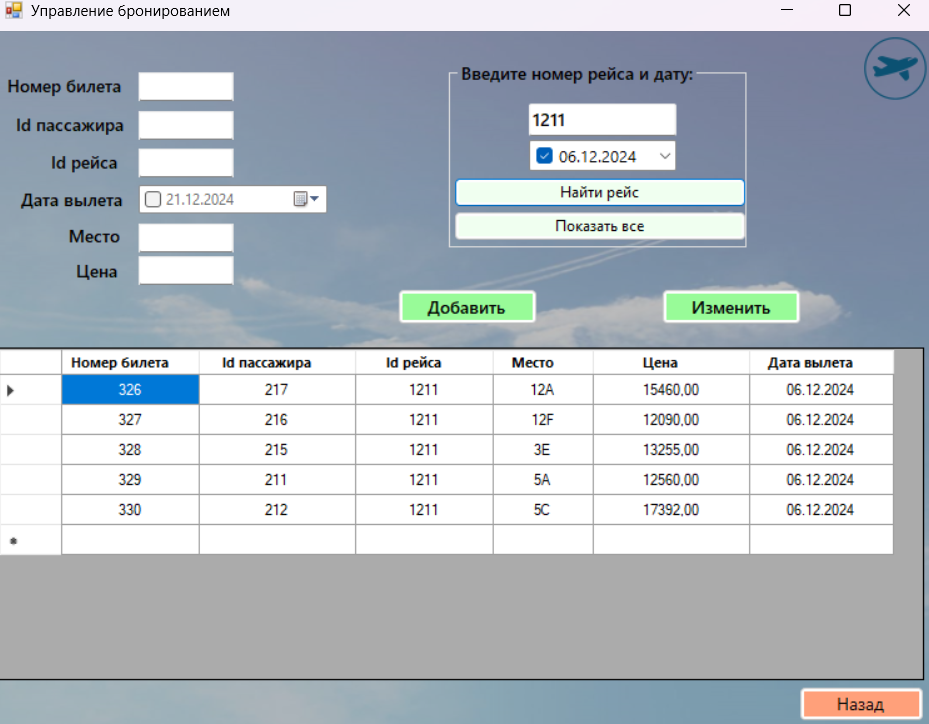 Управление бронированием
Номер билета
Id пассажира
Id рейса
Дата вылета 21.12.2024
Место
Цена
Введите номер рейса и дату:
1211
06.12.2024
Найти рейс
Показать все
Добавить Изменить
Номер билета Id пассажира Id рейса Место Цена Дата вылета
326 217 1211 12A 15460,00 06.12.2024
327 216 1211 12F 12090,00 06.12.2024
328 215 1211 3E 13255,00 06.12.2024
329 211 1211 5A 12560,00 06.12.2024
330 212 1211 5C 17392,00 06.12.2024
Назад